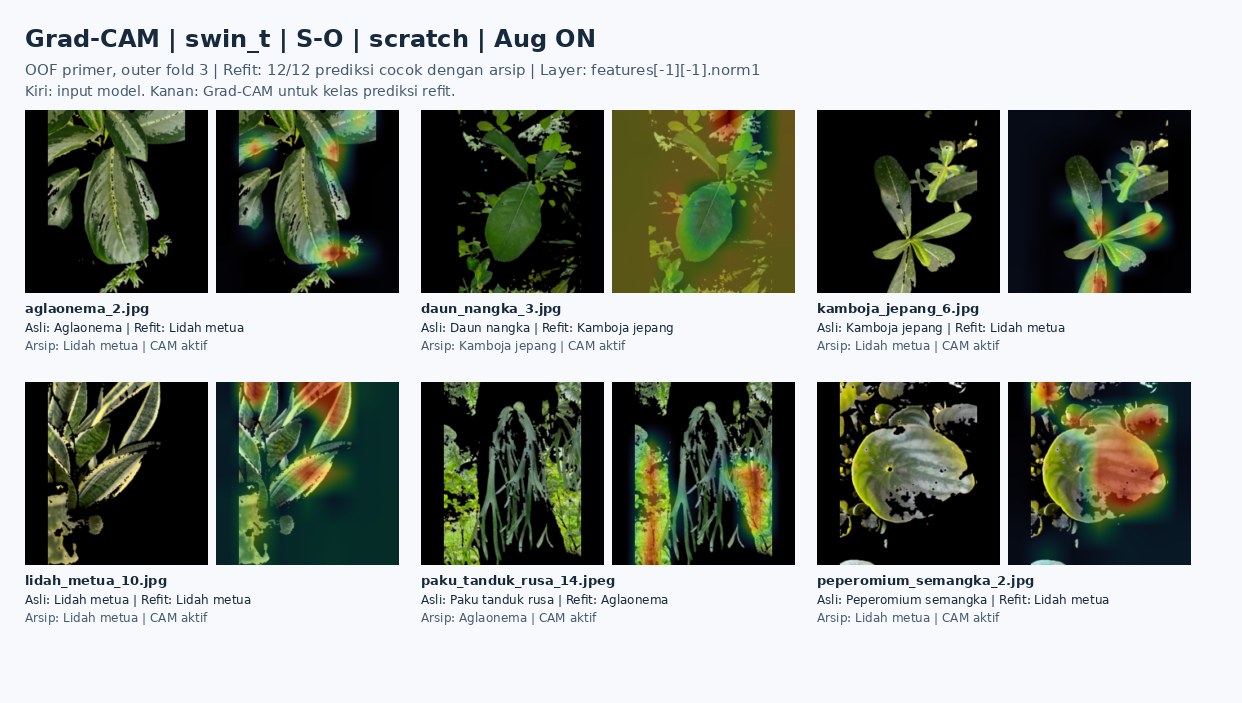 Grad-CAM | swin_t | S-O | scratch | Aug ON
OOF primer, outer fold 3 | Refit: 12/12 prediksi cocok dengan arsip | Layer: features[-1][-1].norm1
Kiri: input model. Kanan: Grad-CAM untuk kelas prediksi refit.
aglaonema_2.jpg
Asli: Aglaonema | Refit: Lidah metua
Arsip: Lidah metua | CAM aktif
daun_nangka_3.jpg
Asli: Daun nangka | Refit: Kamboja jepang
Arsip: Kamboja jepang | CAM aktif
kamboja_jepang_6.jpg
Asli: Kamboja jepang | Refit: Lidah metua
Arsip: Lidah metua | CAM aktif
lidah_metua_10.jpg
Asli: Lidah metua | Refit: Lidah metua
Arsip: Lidah metua | CAM aktif
paku_tanduk_rusa_14.jpeg
Asli: Paku tanduk rusa | Refit: Aglaonema
Arsip: Aglaonema | CAM aktif
peperomium_semangka_2.jpg
Asli: Peperomium semangka | Refit: Lidah metua
Arsip: Lidah metua | CAM aktif